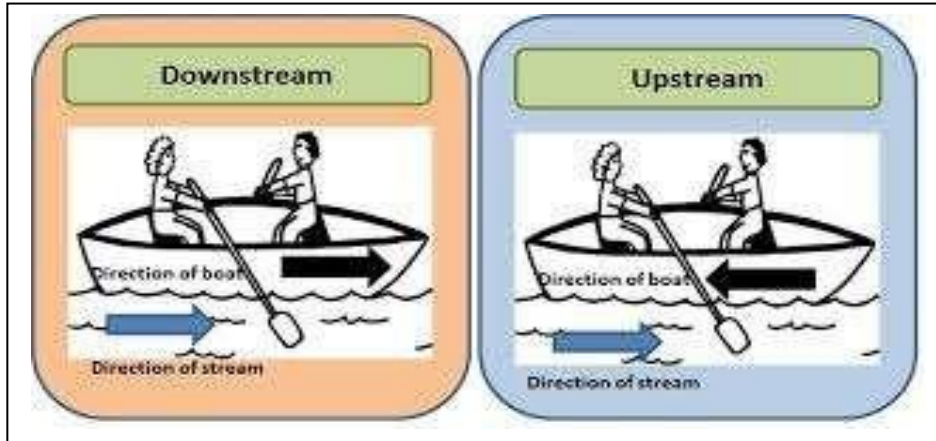 Downstream
Direction of boat
Direction of stream
Upstream
Direction of boat
Direction of stream